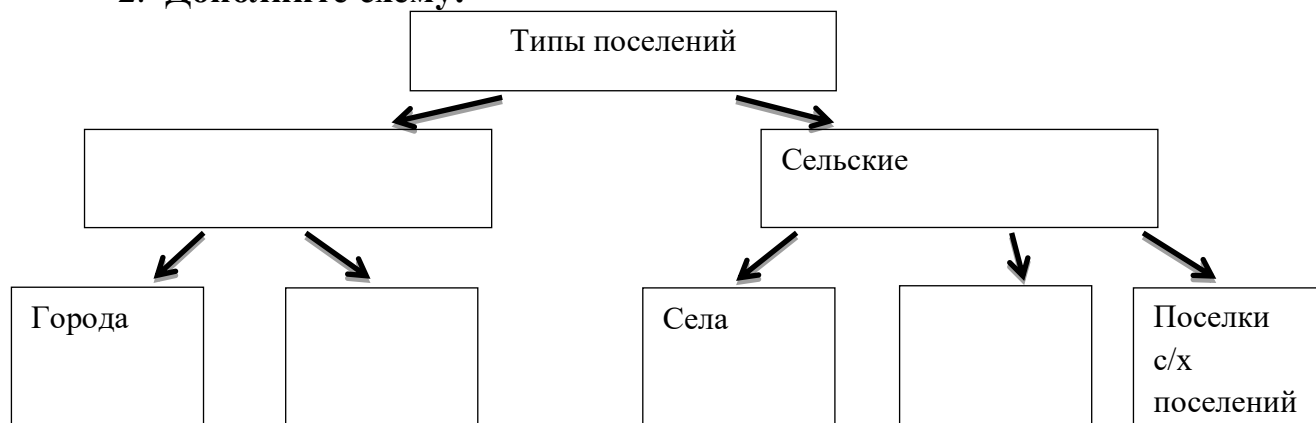 2. Дополните схему:
Типы поселений
Сельские
Города
Села
Поселки
с/х
поселений